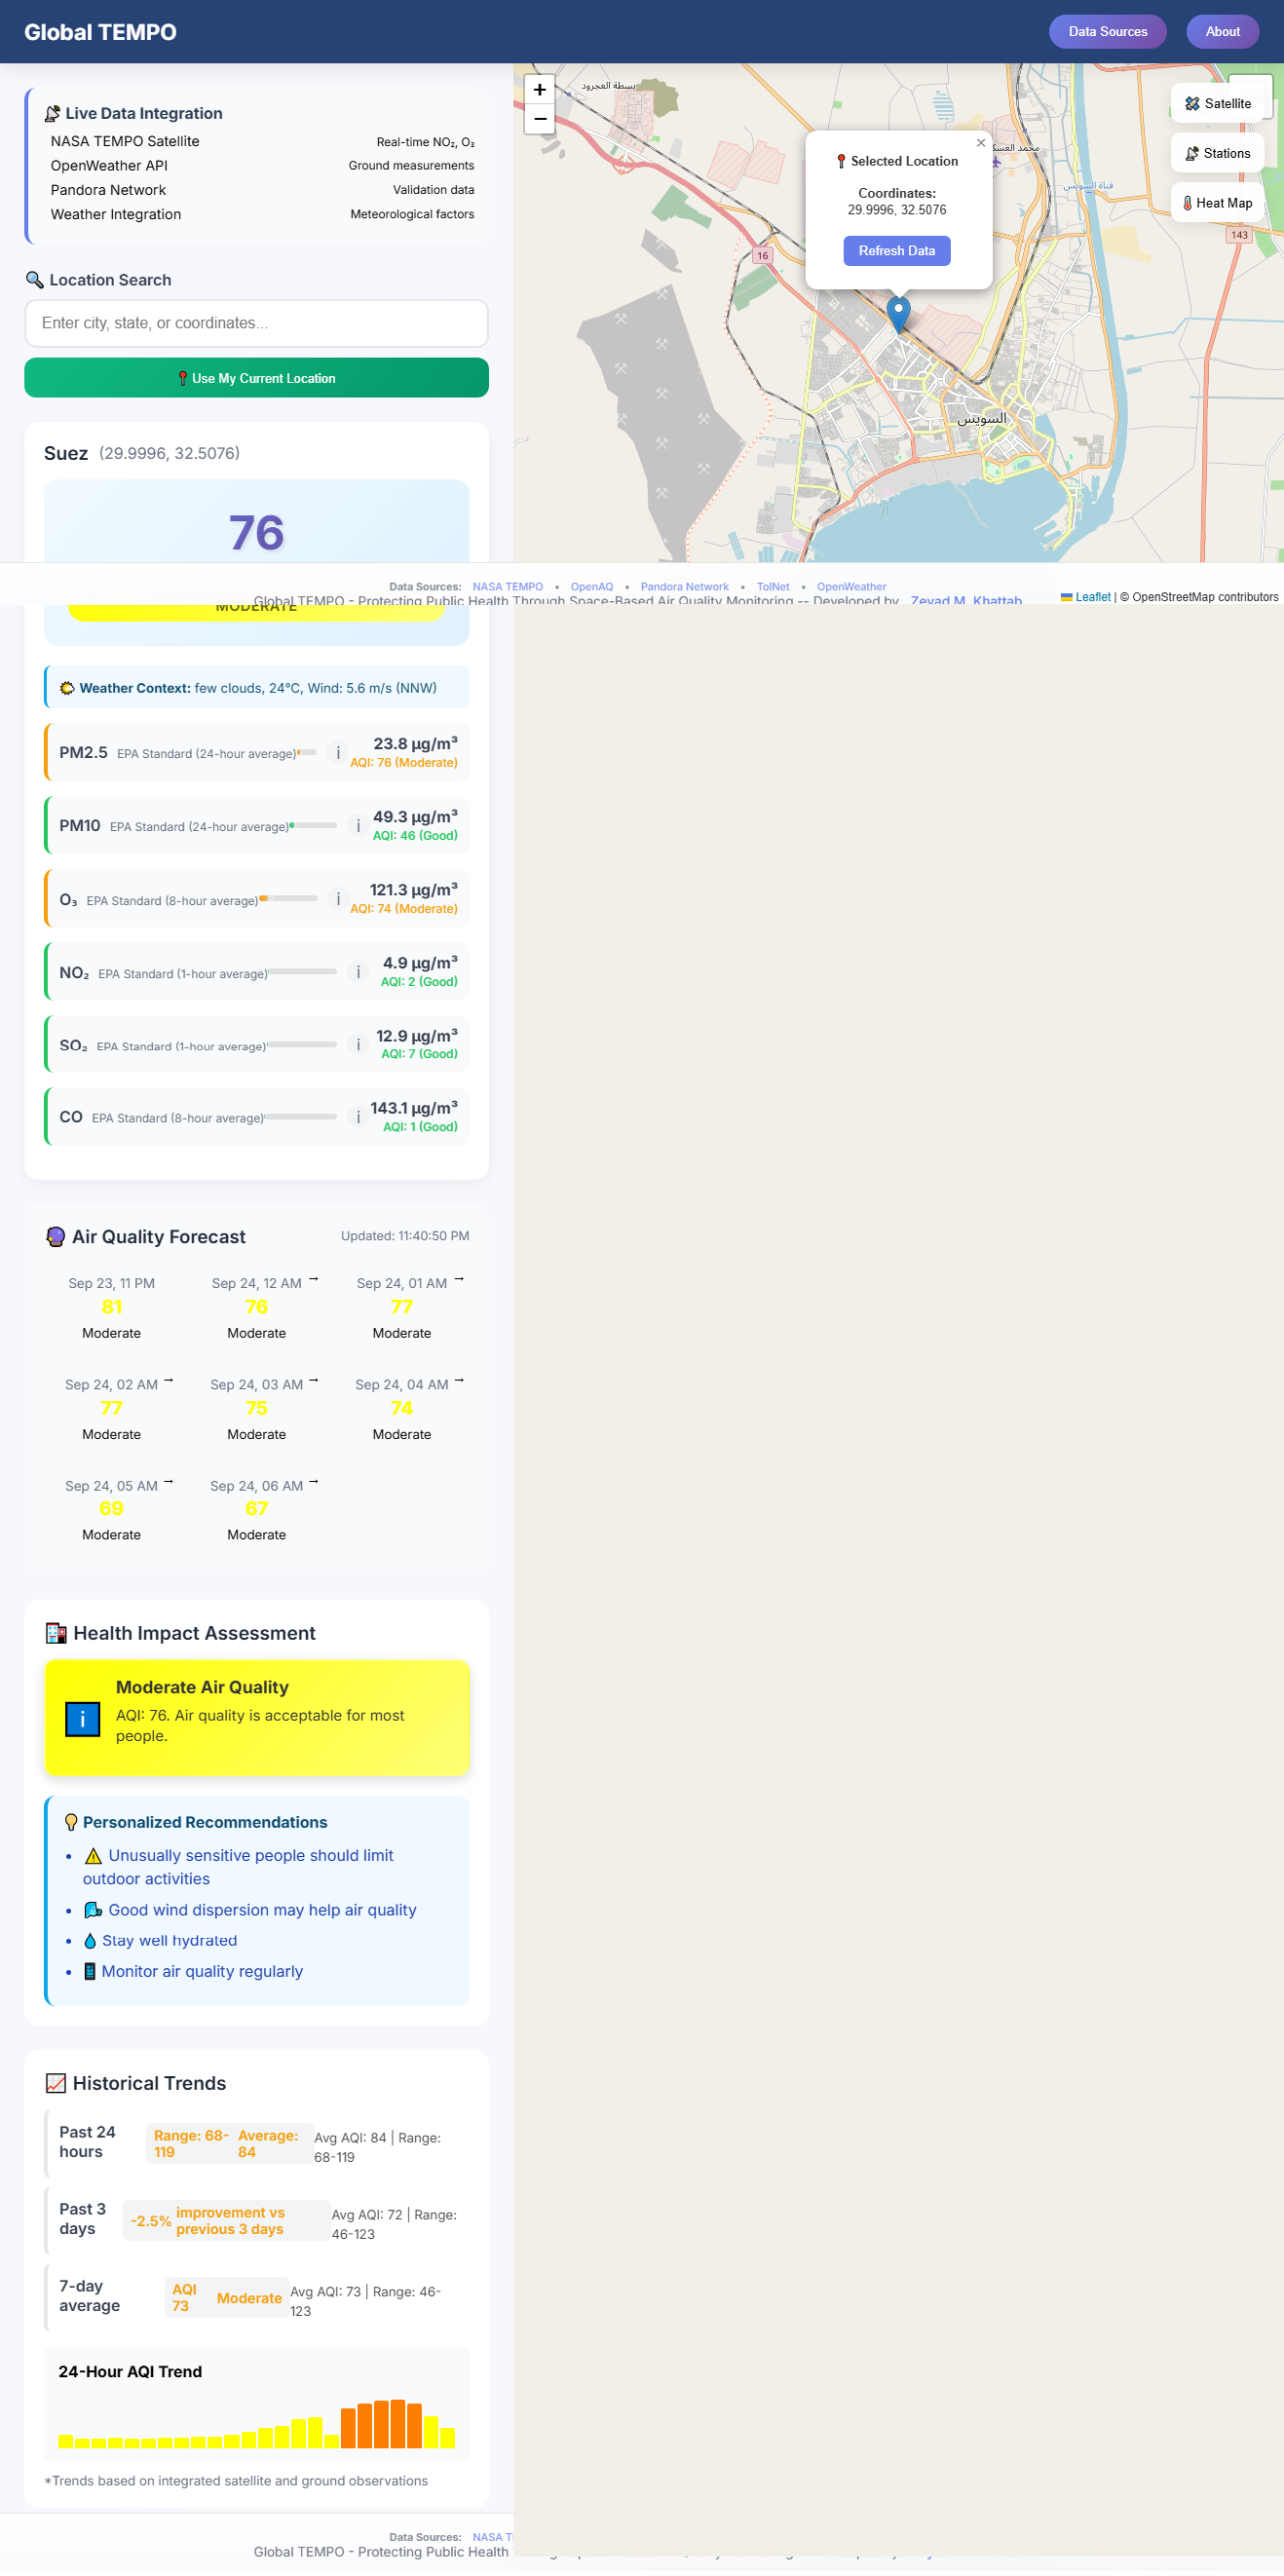 Global TEMPO
Data Sources
About
Live Data Integration
NASA TEMPO Satellite
Real-time NO₂, O₃
OpenWeather API
Ground measurements
Pandora Network
Validation data
Weather Integration
Meteorological factors
Location Search
Enter city, state, or coordinates...
Use My Current Location
Suez (29.9996, 32.5076)
76
MODERATE
Weather Context: few clouds, 24°C, Wind: 5.6 m/s (NNW)
PM2.5 EPA Standard (24-hour average) i 23.8 µg/m³
AQI: 76 (Moderate)
PM10 EPA Standard (24-hour average) i 49.3 µg/m³
AQI: 46 (Good)
O₃ EPA Standard (8-hour average) i 121.3 µg/m³
AQI: 74 (Moderate)
NO₂ EPA Standard (1-hour average) i 4.9 µg/m³
AQI: 2 (Good)
SO₂ EPA Standard (1-hour average) i 12.9 µg/m³
AQI: 7 (Good)
CO EPA Standard (8-hour average) i 143.1 µg/m³
AQI: 1 (Good)
Air Quality Forecast
Updated: 11:40:50 PM
Sep 23, 11 PM
81
Moderate
Sep 24, 12 AM →
76
Moderate
Sep 24, 01 AM →
77
Moderate
Sep 24, 02 AM →
77
Moderate
Sep 24, 03 AM →
75
Moderate
Sep 24, 04 AM →
74
Moderate
Sep 24, 05 AM →
69
Moderate
Sep 24, 06 AM →
67
Moderate
Health Impact Assessment
Moderate Air Quality
AQI: 76. Air quality is acceptable for most
people.
Personalized Recommendations
• Unusually sensitive people should limit
outdoor activities
• Good wind dispersion may help air quality
• Stay well hydrated
• Monitor air quality regularly
Historical Trends
Past 24
hours
Range: 68-
119
Average:
84
Avg AQI: 84 | Range:
68-119
Past 3
days
-2.5%
improvement vs
previous 3 days
Avg AQI: 72 | Range:
46-123
7-day
average
AQI
73
Moderate
Avg AQI: 73 | Range: 46-
123
24-Hour AQI Trend
*Trends based on integrated satellite and ground observations
Data Sources: NASA T
Global TEMPO - Protecting Public Health
+
−
بسطة العجرود
×
Selected Location
Coordinates:
29.9996, 32.5076
Refresh Data
Satellite
Stations
Heat Map
قناة السويس
143
16
السويس
Data Sources: NASA TEMPO • OpenAQ • Pandora Network • TolNet • OpenWeather
Global TEMPO - Protecting Public Health Through Space-Based Air Quality Monitoring -- Developed by Zeyad M. Khattab
Leaflet | © OpenStreetMap contributors